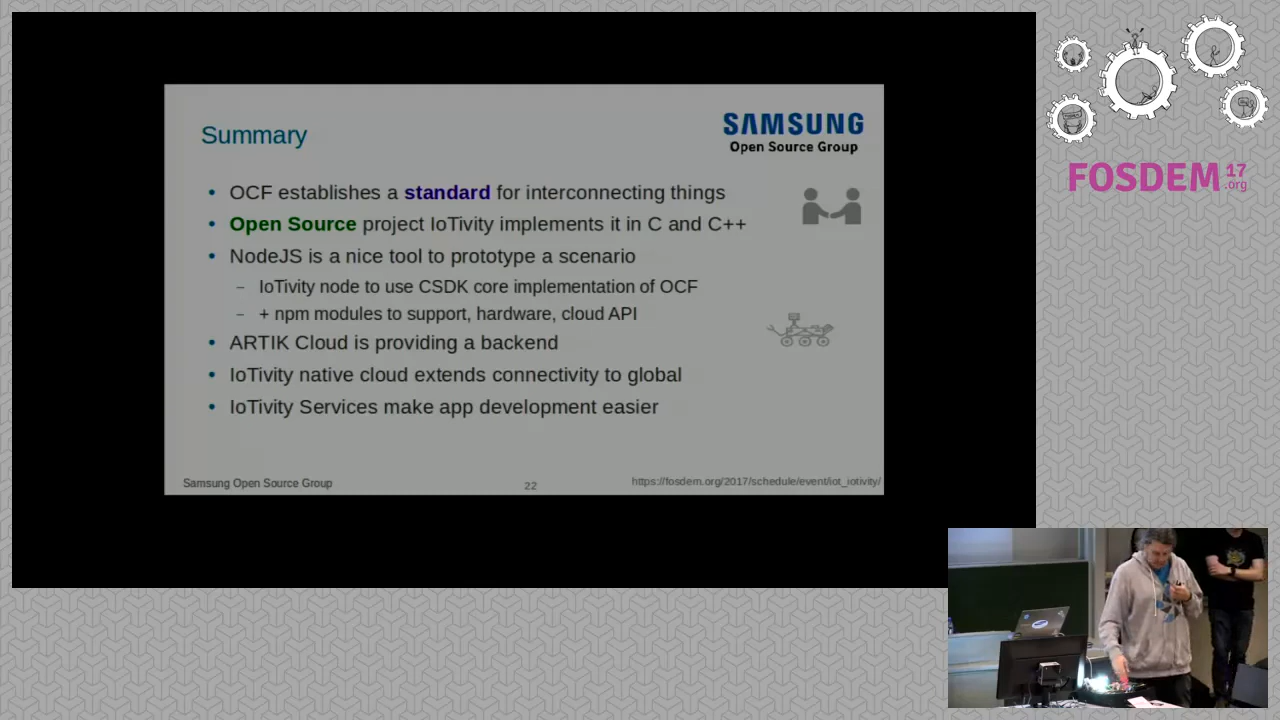 Summary
SAMSUNG
Open Source Group
• OCF establishes a standard for interconnecting things
• Open Source project IoTivity implements it in C and C++
• NodeJS is a nice tool to prototype a scenario
– IoTivity node to use CSDK core implementation of OCF
– + npm modules to support, hardware, cloud API
• ARTIK Cloud is providing a backend
• IoTivity native cloud extends connectivity to global
• IoTivity Services make app development easier
Samsung Open Source Group
22
https://fosdem.org/2017/schedule/event/iot_iotivity/
FOSDEM 17
.org